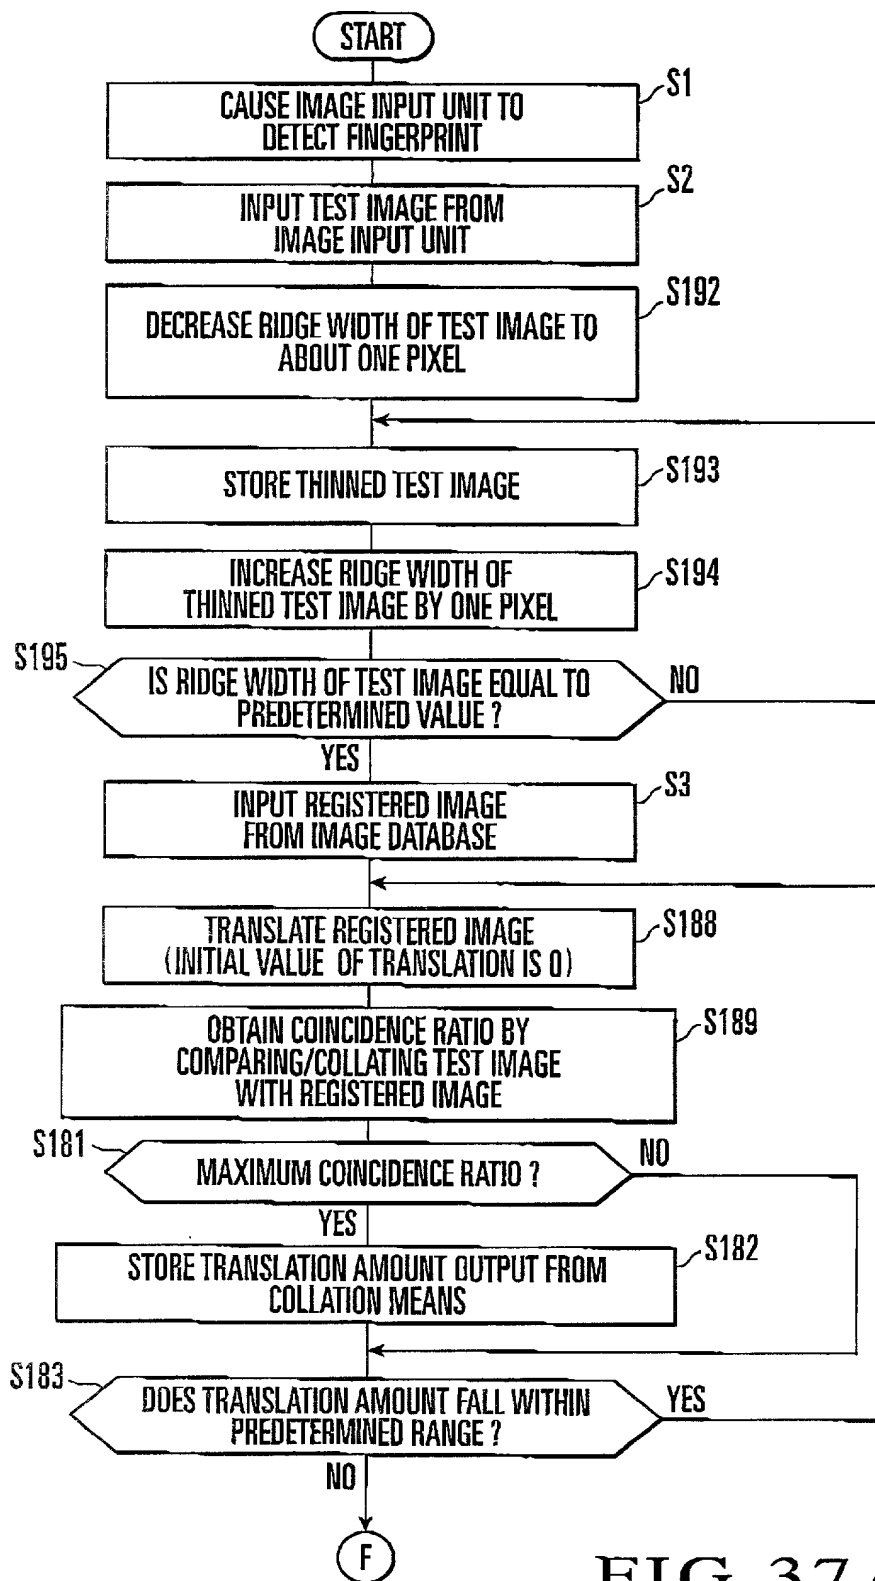 START
S1
CAUSE IMAGE INPUT UNIT TO
DETECT FINGERPRINT
S2
INPUT TEST IMAGE FROM
IMAGE INPUT UNIT
S192
DECREASE RIDGE WIDTH OF TEST IMAGE TO
ABOUT ONE PIXEL
S193
STORE THINNED TEST IMAGE
S194
INCREASE RIDGE WIDTH OF
THINNED TEST IMAGE BY ONE PIXEL
S195
IS RIDGE WIDTH OF TEST IMAGE EQUAL TO
PREDETERMINED VALUE ?
NO
YES
S3
INPUT REGISTERED IMAGE
FROM IMAGE DATABASE
S188
TRANSLATE REGISTERED IMAGE
(INITIAL VALUE OF TRANSLATION IS 0)
S189
OBTAIN COINCIDENCE RATIO BY
COMPARING/COLLATING TEST IMAGE
WITH REGISTERED IMAGE
S181
MAXIMUM COINCIDENCE RATIO ?
NO
YES
S182
STORE TRANSLATION AMOUNT OUTPUT FROM
COLLATION MEANS
S183
DOES TRANSLATION AMOUNT FALL WITHIN
PREDETERMINED RANGE ?
YES
NO
F
FIG.37